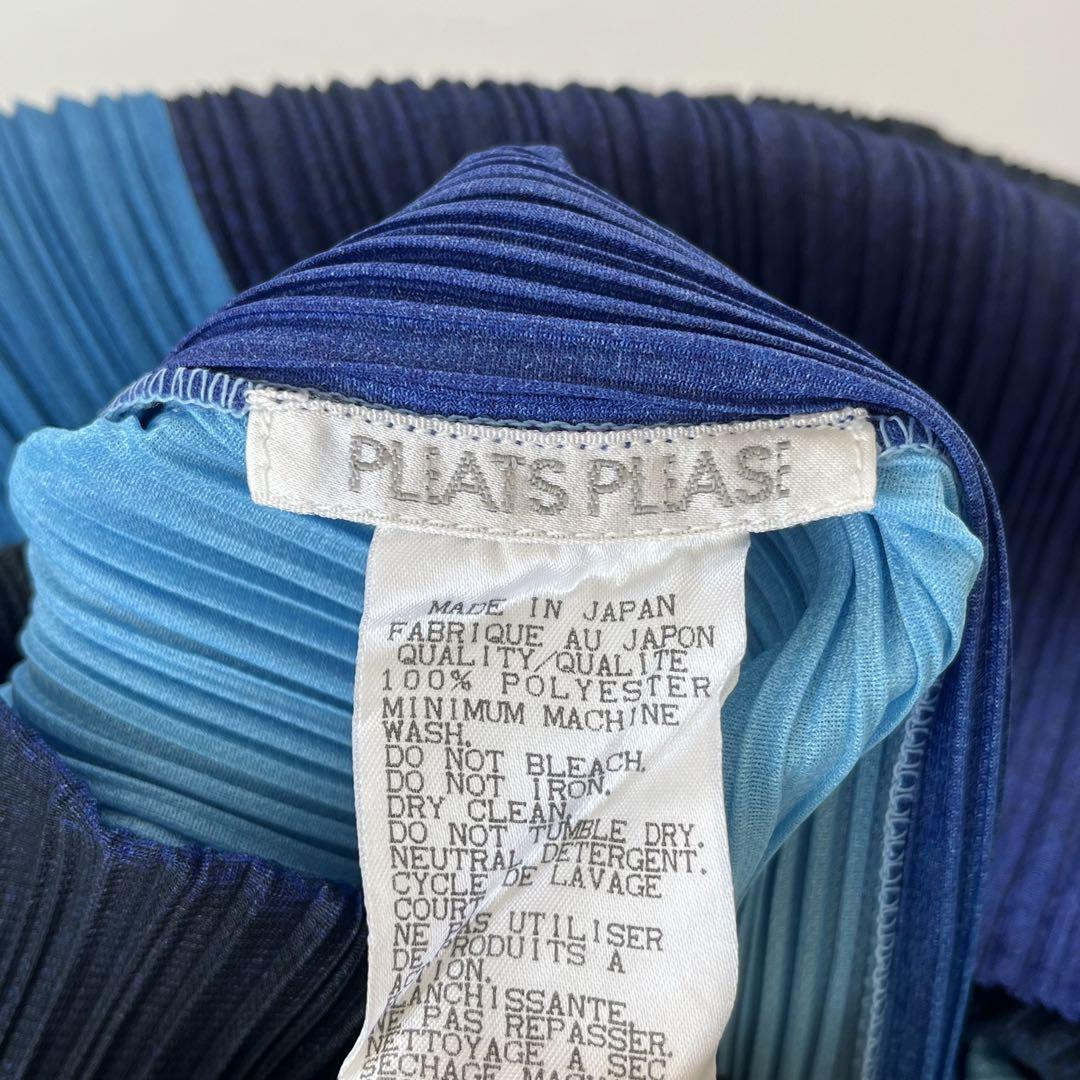 PLEATS PLEASE
MADE IN JAPAN
FABRIQUE AU JAPON
QUALITY/QUALITE
100% POLYESTER
MINIMUM MACHINE
WASH.
DO NOT BLEACH.
DO NOT IRON.
DRY CLEAN.
DO NOT TUMBLE DRY.
NEUTRAL DETERGENT.
CYCLE DE LAVAGE
COURT.
NE PAS UTILISER
DE PRODUITS A
ACTION.
BLANCHISSANTE.
NE PAS REPASSER.
NETTOYAGE A SEC
SECHAGE MACH